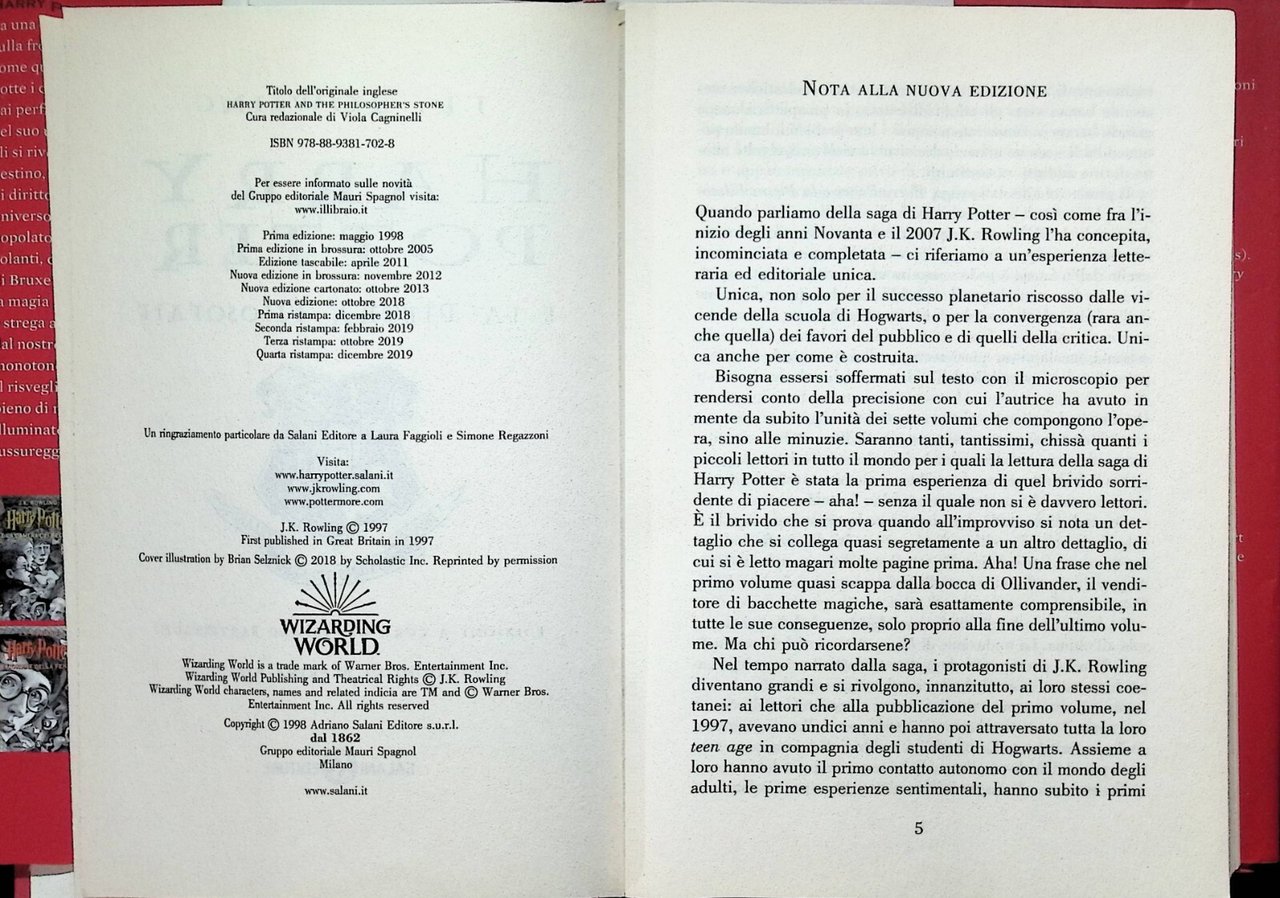 Titolo dell'originale inglese
HARRY POTTER AND THE PHILOSOPHER'S STONE
Cura redazionale di Viola Cagninelli
ISBN 978-88-9381-702-8
Per essere informato sulle novità
del Gruppo editoriale Mauri Spagnol visita:
www.illibraio.it
Prima edizione: maggio 1998
Prima edizione in brossura: ottobre 2005
Edizione tascabile: aprile 2011
Nuova edizione in brossura: novembre 2012
Nuova edizione cartonato: ottobre 2013
Nuova edizione: ottobre 2018
Prima ristampa: dicembre 2018
Seconda ristampa: febbraio 2019
Terza ristampa: ottobre 2019
Quarta ristampa: dicembre 2019
Un ringraziamento particolare da Salani Editore a Laura Faggioli e Simone Regazzoni
Visita:
www.harrypotter.salani.it
www.jkrowling.com
www.pottermore.com
J.K. Rowling © 1997
First published in Great Britain in 1997
Cover illustration by Brian Selznick © 2018 by Scholastic Inc. Reprinted by permission
WIZARDING
WORLD
Wizarding World is a trade mark of Warner Bros. Entertainment Inc.
Wizarding World Publishing and Theatrical Rights © J.K. Rowling
Wizarding World characters, names and related indicia are TM and © Warner Bros.
Entertainment Inc. All rights reserved
Copyright © 1998 Adriano Salani Editore s.u.r.l.
dal 1862
Gruppo editoriale Mauri Spagnol
Milano
www.salani.it
NOTA ALLA NUOVA EDIZIONE
Quando parliamo della saga di Harry Potter – così come fra l'i-
nizio degli anni Novanta e il 2007 J.K. Rowling l'ha concepita,
incominciata e completata – ci riferiamo a un'esperienza lette-
raria ed editoriale unica.
Unica, non solo per il successo planetario riscosso dalle vi-
cende della scuola di Hogwarts, o per la convergenza (rara an-
che quella) dei favori del pubblico e di quelli della critica. Uni-
ca anche per come è costruita.
Bisogna essersi soffermati sul testo con il microscopio per
rendersi conto della precisione con cui l'autrice ha avuto in
mente da subito l'unità dei sette volumi che compongono l'ope-
ra, sino alle minuzie. Saranno tanti, tantissimi, chissà quanti i
piccoli lettori in tutto il mondo per i quali la lettura della saga di
Harry Potter è stata la prima esperienza di quel brivido sorri-
dente di piacere – aha! – senza il quale non si è davvero lettori.
È il brivido che si prova quando all'improvviso si nota un det-
taglio che si collega quasi segretamente a un altro dettaglio, di
cui si è letto magari molte pagine prima. Aha! Una frase che nel
primo volume quasi scappa dalla bocca di Ollivander, il vendi-
tore di bacchette magiche, sarà esattamente comprensibile, in
tutte le sue conseguenze, solo proprio alla fine dell'ultimo volu-
me. Ma chi può ricordarsene?
Nel tempo narrato dalla saga, i protagonisti di J.K. Rowling
diventano grandi e si rivolgono, innanzitutto, ai loro stessi coe-
tanei: ai lettori che alla pubblicazione del primo volume, nel
1997, avevano undici anni e hanno poi attraversato tutta la loro
teen age in compagnia degli studenti di Hogwarts. Assieme a
loro hanno avuto il primo contatto autonomo con il mondo degli
adulti, le prime esperienze sentimentali, hanno subito i primi
5